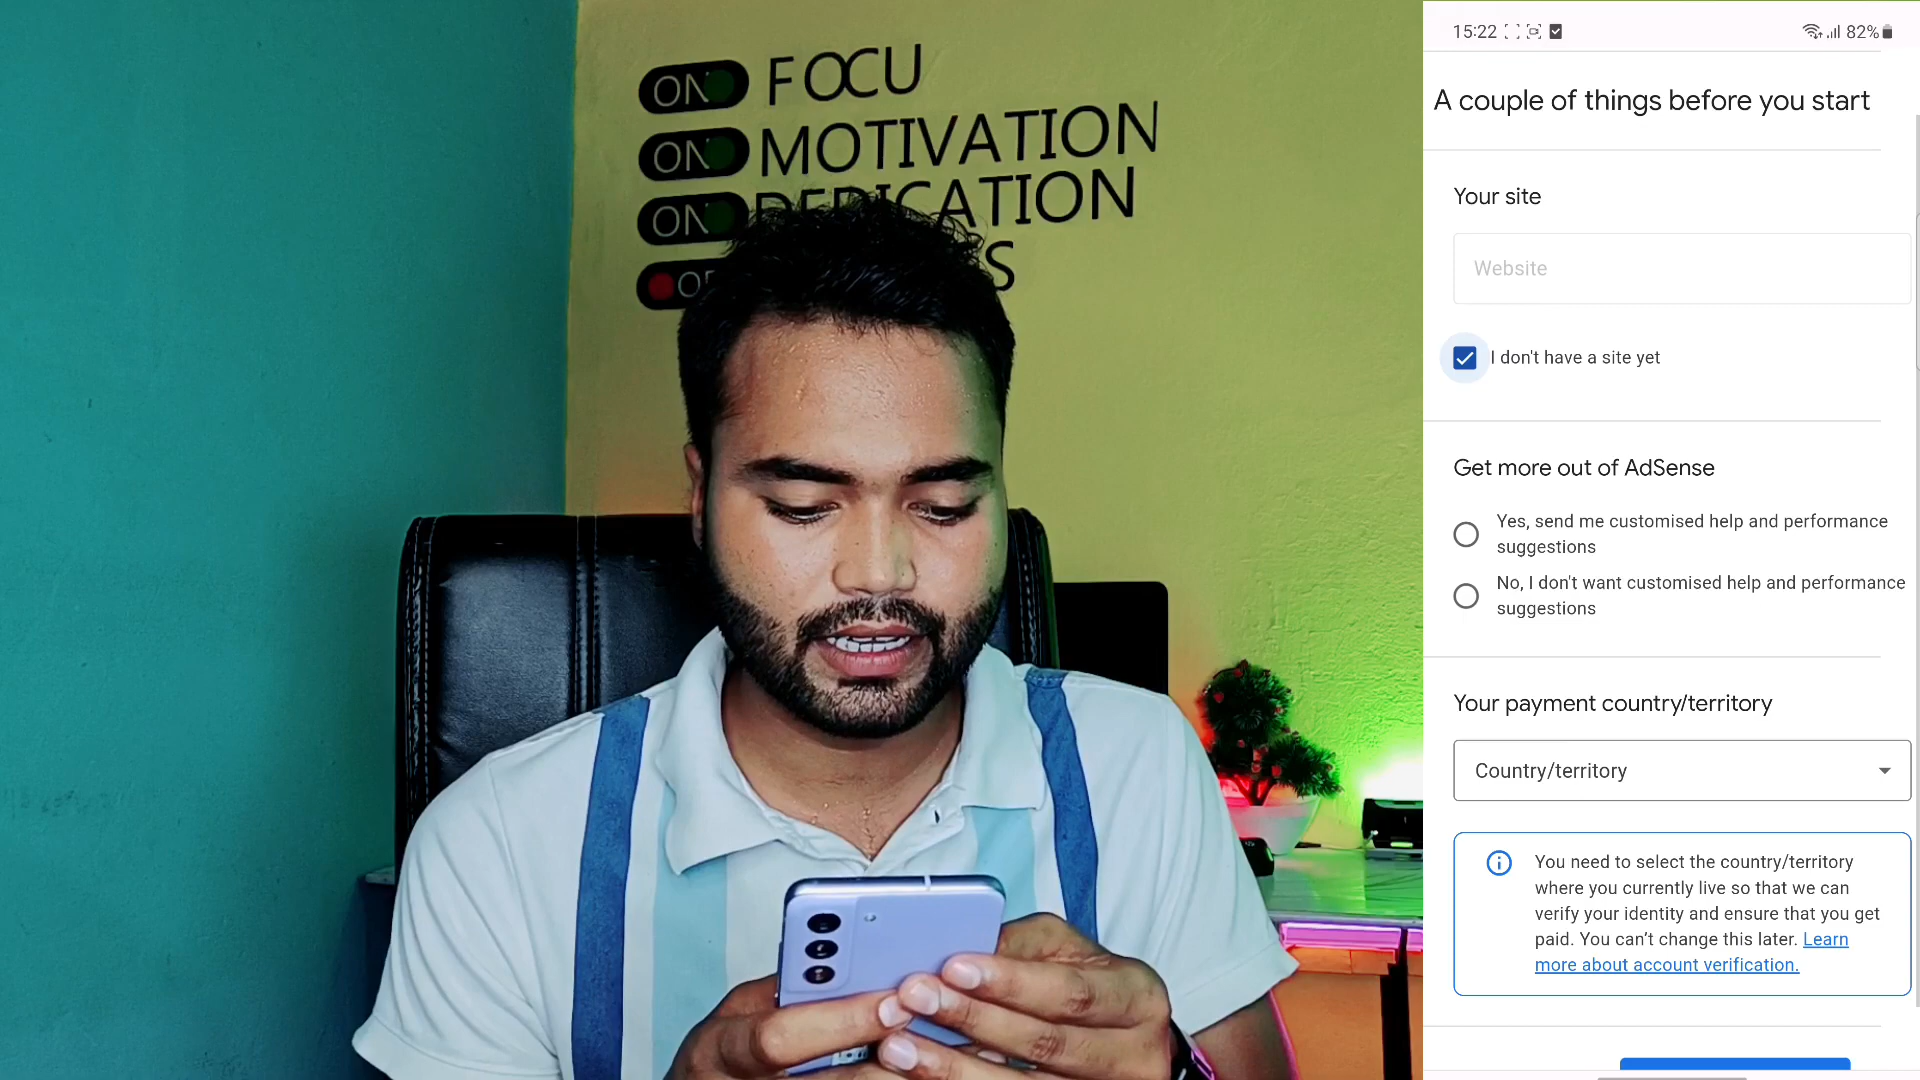 ON FOCU
ON MOTIVATION
ON DEDICATION
S
15:22
82%
A couple of things before you start
Your site
Website
I don't have a site yet
Get more out of AdSense
Yes, send me customised help and performance
suggestions
No, I don't want customised help and performance
suggestions
Your payment country/territory
Country/territory
You need to select the country/territory
where you currently live so that we can
verify your identity and ensure that you get
paid. You can't change this later. Learn
more about account verification.